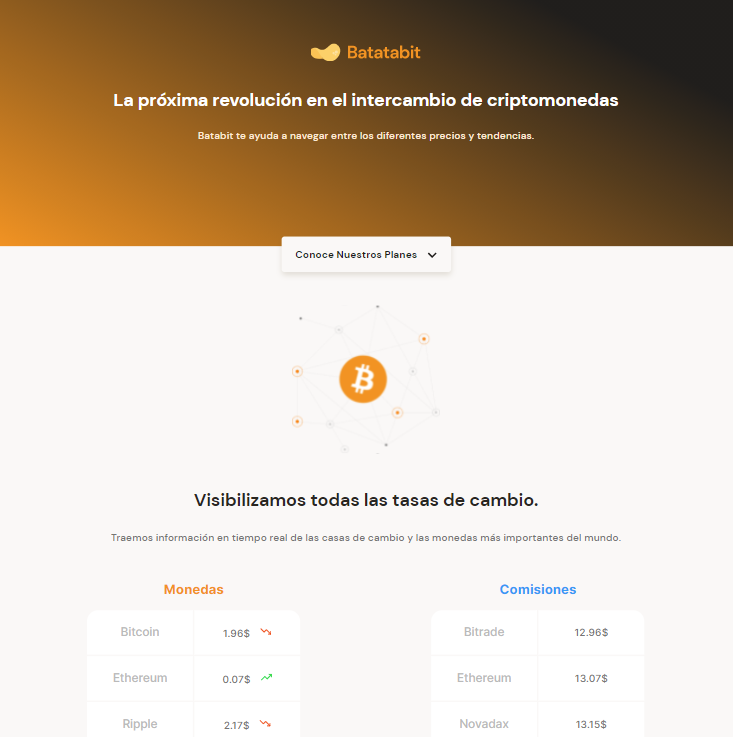 Batatabit
La próxima revolución en el intercambio de criptomonedas
Batabit te ayuda a navegar entre los diferentes precios y tendencias.
Conoce Nuestros Planes
Visibilizamos todas las tasas de cambio.
Traemos información en tiempo real de las casas de cambio y las monedas más importantes del mundo.
Monedas
Bitcoin 1.96$
Ethereum 0.07$
Ripple 2.17$
Comisiones
Bitrade 12.96$
Ethereum 13.07$
Novadax 13.15$